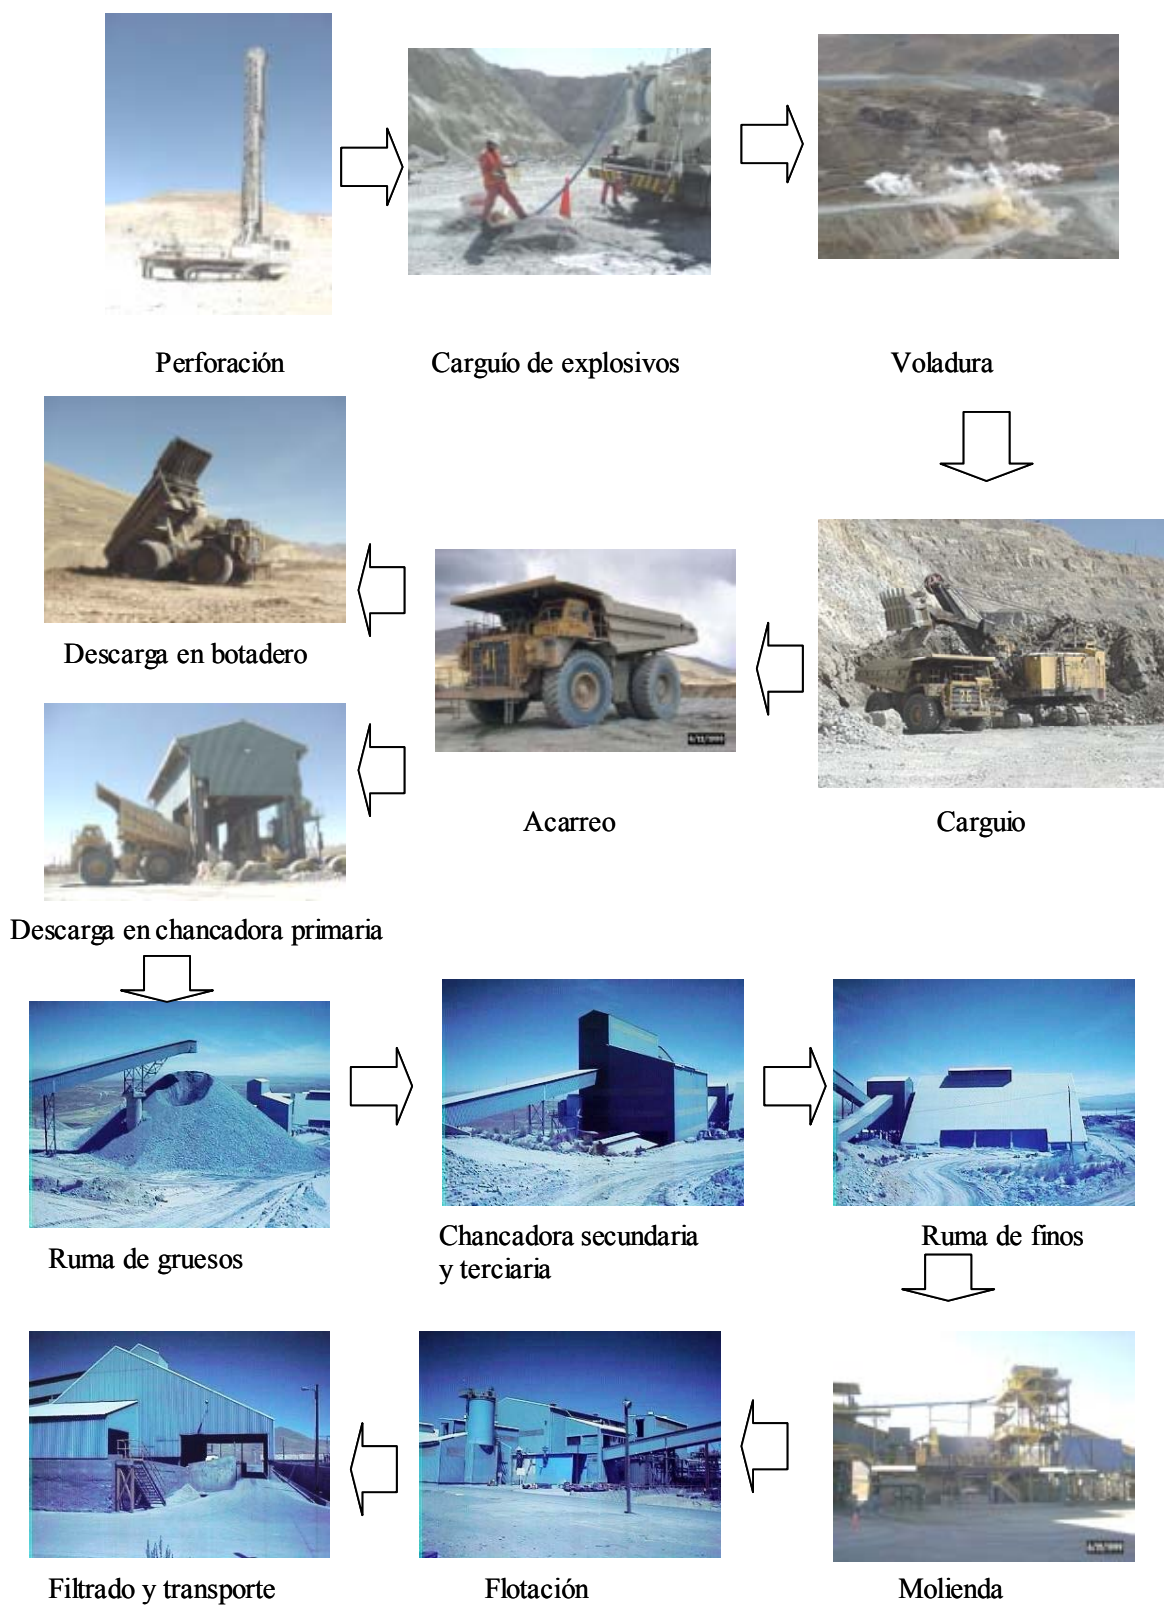 Perforación
Carguío de explosivos
Voladura
Descarga en botadero
Acarreo
Carguio
Descarga en chancadora primaria
Ruma de gruesos
Chancadora secundaria
y terciaria
Ruma de finos
Filtrado y transporte
Flotación
Molienda